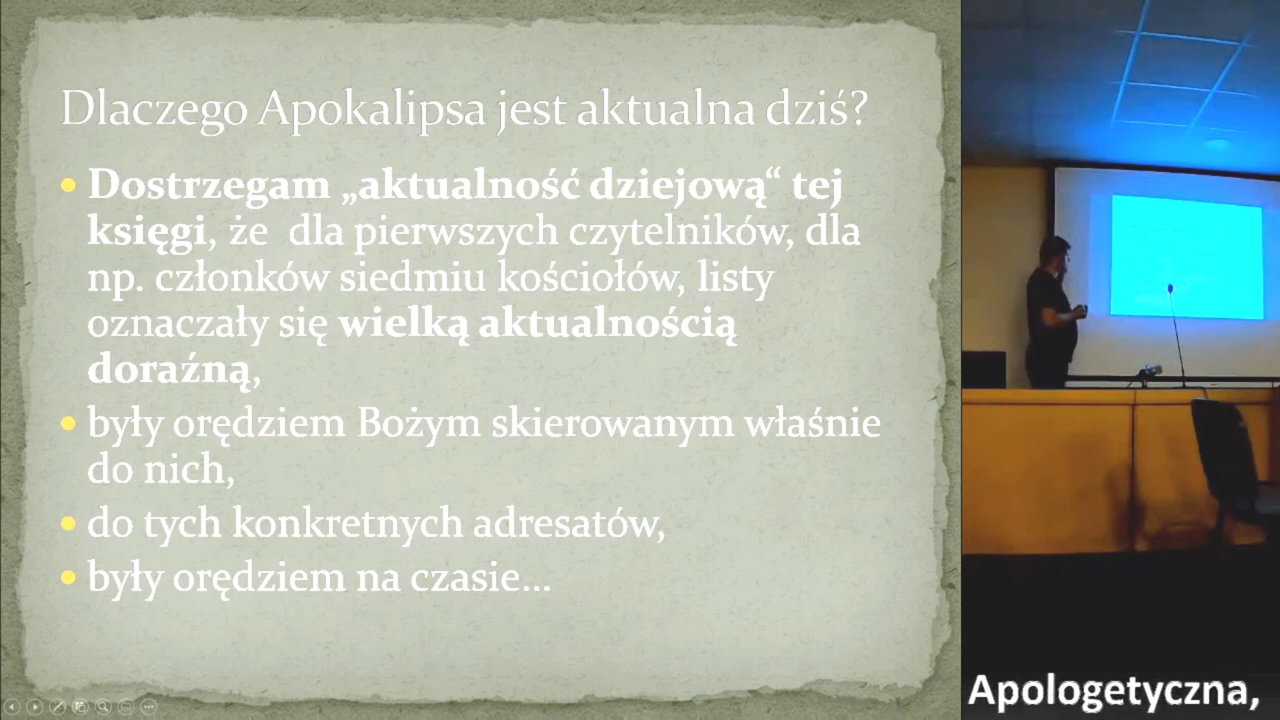 Dlaczego Apokalipsa jest aktualna dziś?
• Dostrzegam „aktualność dziejową“ tej
księgi, że dla pierwszych czytelników, dla
np. członków siedmiu kościołów, listy
oznaczały się wielką aktualnością
doraźną,
• były orędziem Bożym skierowanym właśnie
do nich,
• do tych konkretnych adresatów,
• były orędziem na czasie...
Apologetyczna,